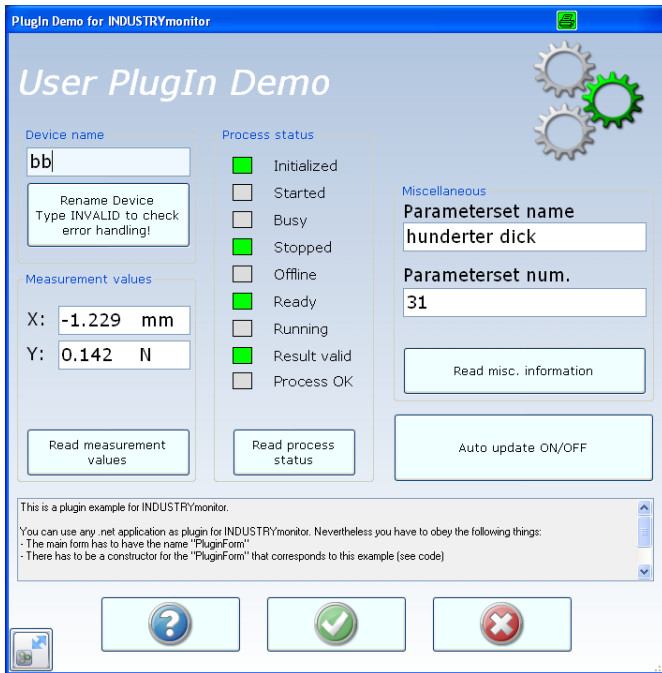 PlugIn Demo for INDUSTRYmonitor
User PlugIn Demo
Device name
bb
Rename Device
Type INVALID to check
error handling!
Measurement values
X: -1.229 mm
Y: 0.142 N
Read measurement
values
Process status
Initialized
Started
Busy
Stopped
Offline
Ready
Running
Result valid
Process OK
Read process
status
Miscellaneous
Parameterset name
hunderter dick
Parameterset num.
31
Read misc. information
Auto update ON/OFF
This is a plugin example for INDUSTRYmonitor.
You can use any .net application as plugin for INDUSTRYmonitor. Nevertheless you have to obey the following things:
- The main form has to have the name "PluginForm"
- There has to be a constructor for the "PluginForm" that corresponds to this example (see code)
?